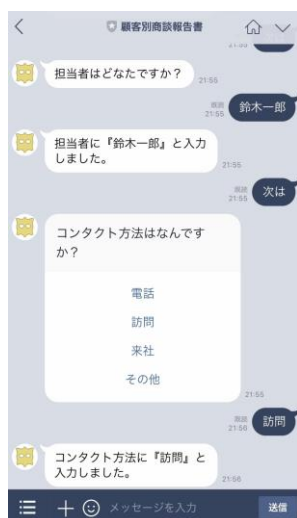 顧客別商談報告書
21:55
担当者はどなたですか？
21:55
既読
21:55
鈴木一郎
担当者に『鈴木一郎』と入力
しました。
21:55
既読
21:55
次は
コンタクト方法はなんです
か？
電話
訪問
来社
その他
21:55
既読
21:56
訪問
コンタクト方法に『訪問』と
入力しました。
21:56
メッセージを入力
送信